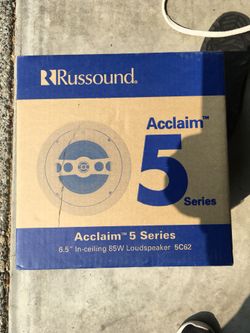 Russound®
Acclaim™
5
Series
Acclaim™ 5 Series
6.5" In-ceiling 85W Loudspeaker 5C62